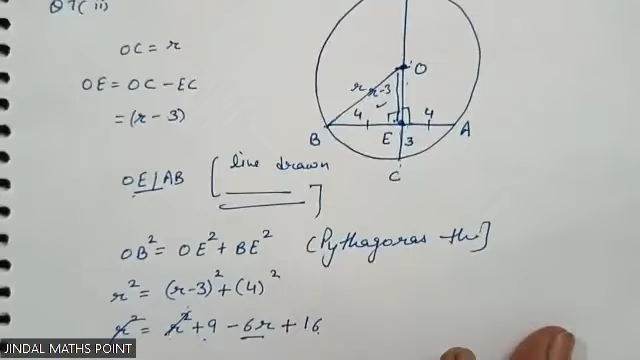 Q7(ii)
OC = r
OE = OC - EC
= (r - 3)
OE⊥AB [line drawn
]
OB² = OE² + BE² (Pythagoras th]
r² = (r-3)² + (4)²
r² = r² + 9 - 6r + 16
O
r
r-3
4
4
B
E
3
A
C
JINDAL MATHS POINT